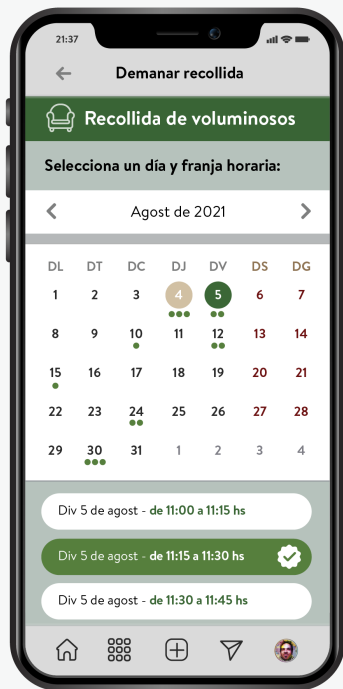 21:37
Demanar recollida
Recollida de voluminosos
Selecciona un día y franja horaria:
Agost de 2021
DL DT DC DJ DV DS DG
1 2 3 4 5 6 7
8 9 10 11 12 13 14
15 16 17 18 19 20 21
22 23 24 25 26 27 28
29 30 31 1 2 3 4
Div 5 de agost - de 11:00 a 11:15 hs
Div 5 de agost - de 11:15 a 11:30 hs
Div 5 de agost - de 11:30 a 11:45 hs